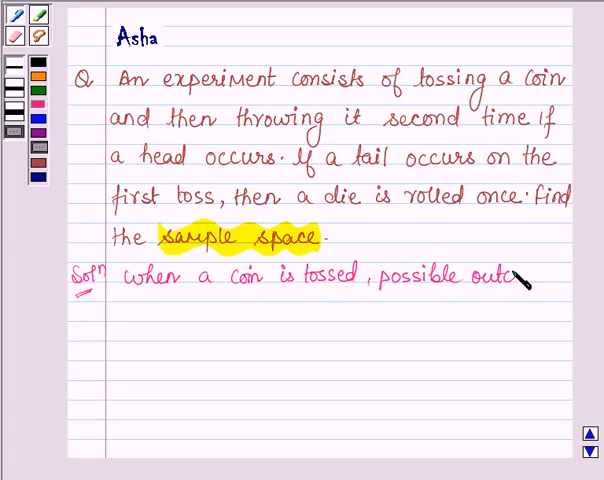 Asha
Q An experiment consists of tossing a coin
and then throwing it second time if
a head occurs. If a tail occurs on the
first toss, then a die is rolled once. Find
the sample space.
Solⁿ When a coin is tossed, possible outc